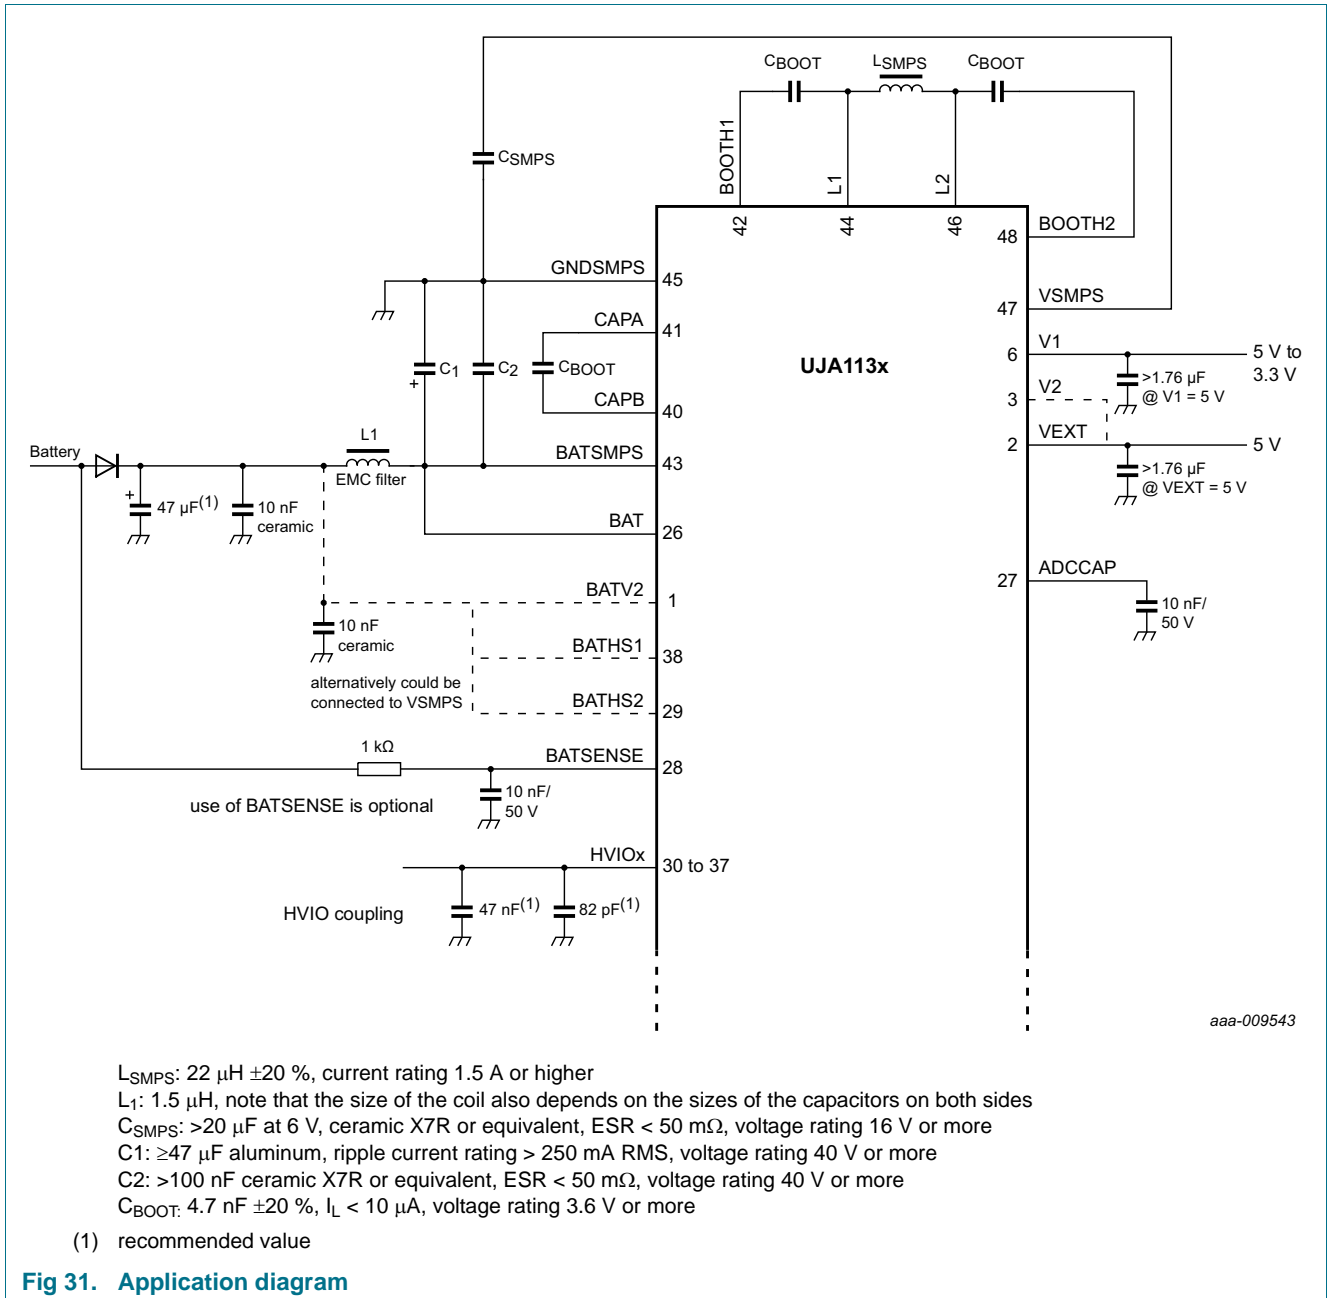 CBOOT
LSMPS
CBOOT
BOOTH1
L1
L2
CSMPS
42
44
46
48
BOOTH2
GNDSMPS
45
47
VSMPS
CAPA
41
UJA113x
6
V1
5 V to
3.3 V
C1
+
C2
CBOOT
>1.76 µF
@ V1 = 5 V
CAPB
40
3
V2
Battery
L1
EMC filter
BATSMPS
43
2
VEXT
5 V
+
47 µF(1)
10 nF
ceramic
>1.76 µF
@ VEXT = 5 V
BAT
26
27
ADCCAP
BATV2
1
10 nF/
50 V
10 nF
ceramic
BATHS1
38
alternatively could be
connected to VSMPS
BATHS2
29
1 kΩ
BATSENSE
28
use of BATSENSE is optional
10 nF/
50 V
HVIOx
30 to 37
HVIO coupling
47 nF(1)
82 pF(1)
aaa-009543
LSMPS: 22 μH ±20 %, current rating 1.5 A or higher
L1: 1.5 μH, note that the size of the coil also depends on the sizes of the capacitors on both sides
CSMPS: >20 μF at 6 V, ceramic X7R or equivalent, ESR < 50 mΩ, voltage rating 16 V or more
C1: ≥47 μF aluminum, ripple current rating > 250 mA RMS, voltage rating 40 V or more
C2: >100 nF ceramic X7R or equivalent, ESR < 50 mΩ, voltage rating 40 V or more
CBOOT: 4.7 nF ±20 %, IL < 10 μA, voltage rating 3.6 V or more
(1) recommended value
Fig 31. Application diagram